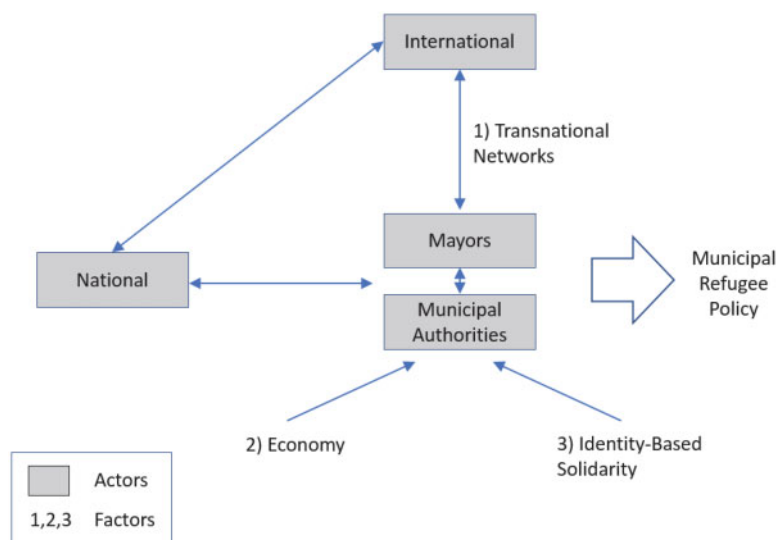 International
1) Transnational
Networks
Mayors
National
Municipal
Authorities
Municipal
Refugee
Policy
2) Economy
3) Identity-Based
Solidarity
Actors
1,2,3 Factors